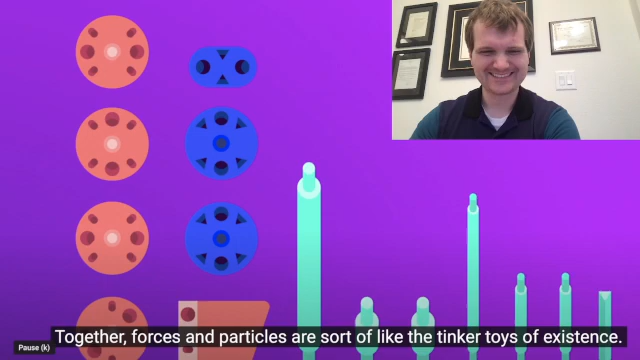 Together, forces and particles are sort of like the tinker toys of existence.
Pause (k)